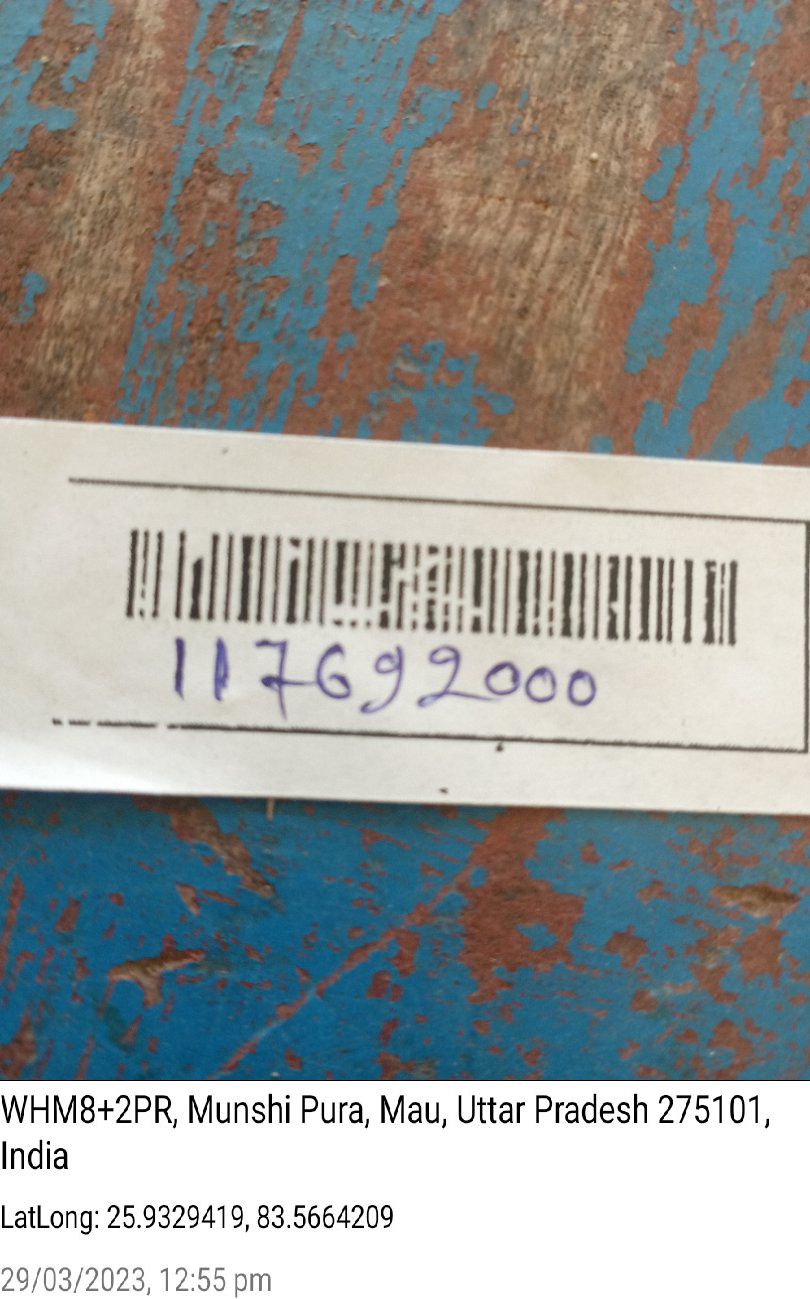 117692000
WHM8+2PR, Munshi Pura, Mau, Uttar Pradesh 275101,
India
LatLong: 25.9329419, 83.5664209
29/03/2023, 12:55 pm